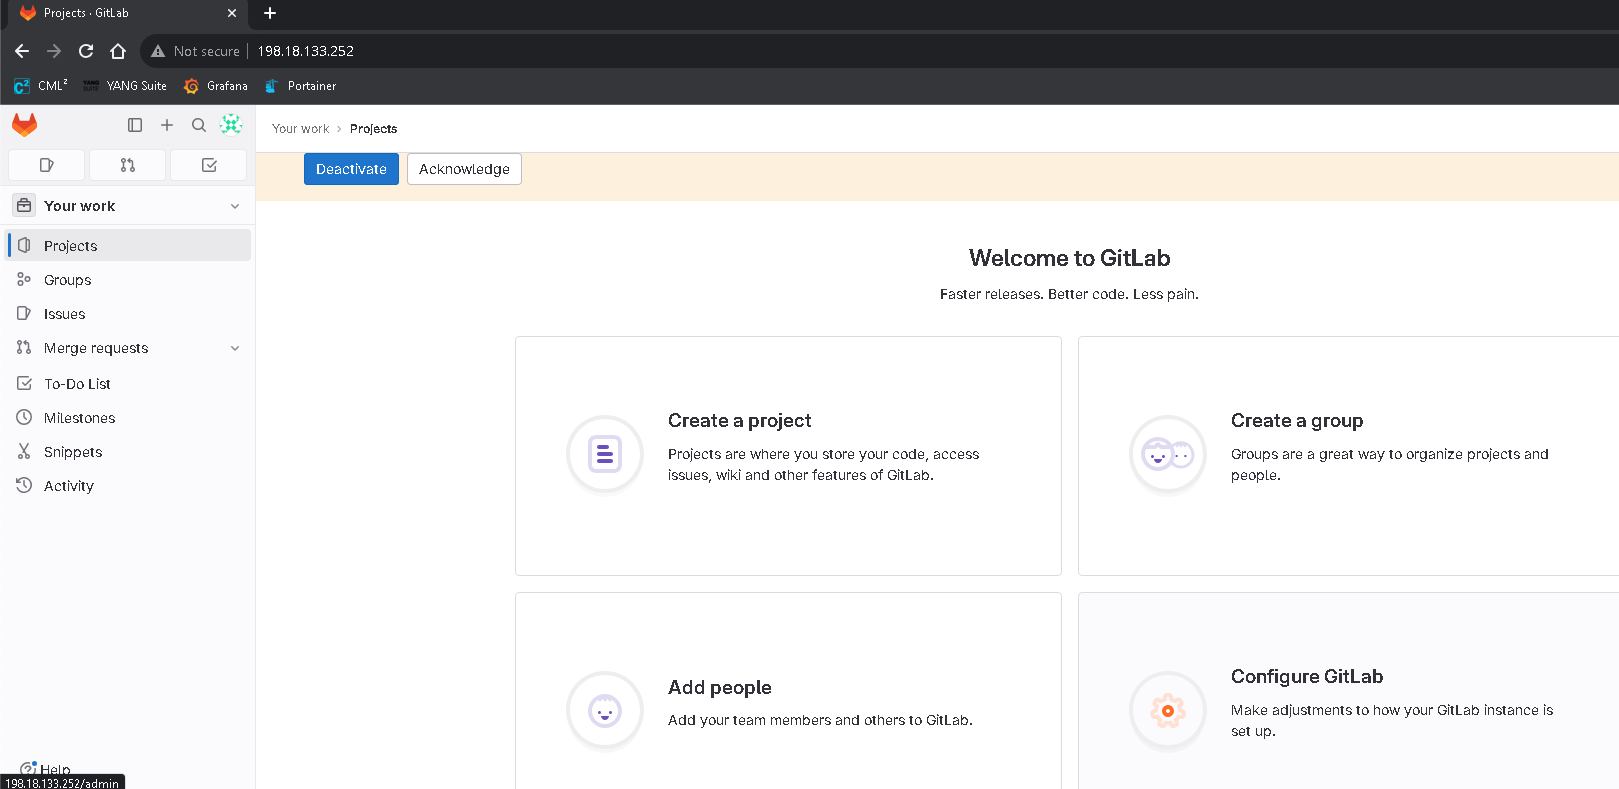 Projects · GitLab
Not secure
198.18.133.252
CML²
YANG SUITE
YANG Suite
Grafana
Portainer
Your work › Projects
Deactivate
Acknowledge
Your work
Projects
Groups
Issues
Merge requests
To-Do List
Milestones
Snippets
Activity
Help
198.18.133.252/admin
Welcome to GitLab
Faster releases. Better code. Less pain.
Create a project
Projects are where you store your code, access
issues, wiki and other features of GitLab.
Create a group
Groups are a great way to organize projects and
people.
Add people
Add your team members and others to GitLab.
Configure GitLab
Make adjustments to how your GitLab instance is
set up.